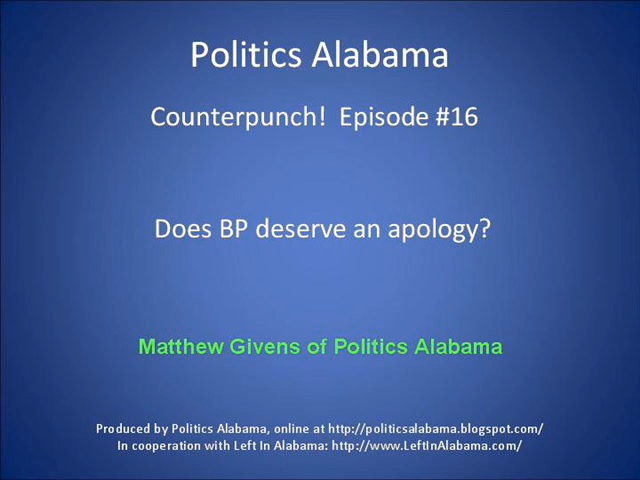 Politics Alabama
Counterpunch!  Episode #16
Does BP deserve an apology?
Matthew Givens of Politics Alabama
Produced by Politics Alabama, online at http://politicsalabama.blogspot.com/
In cooperation with Left In Alabama: http://www.LeftInAlabama.com/